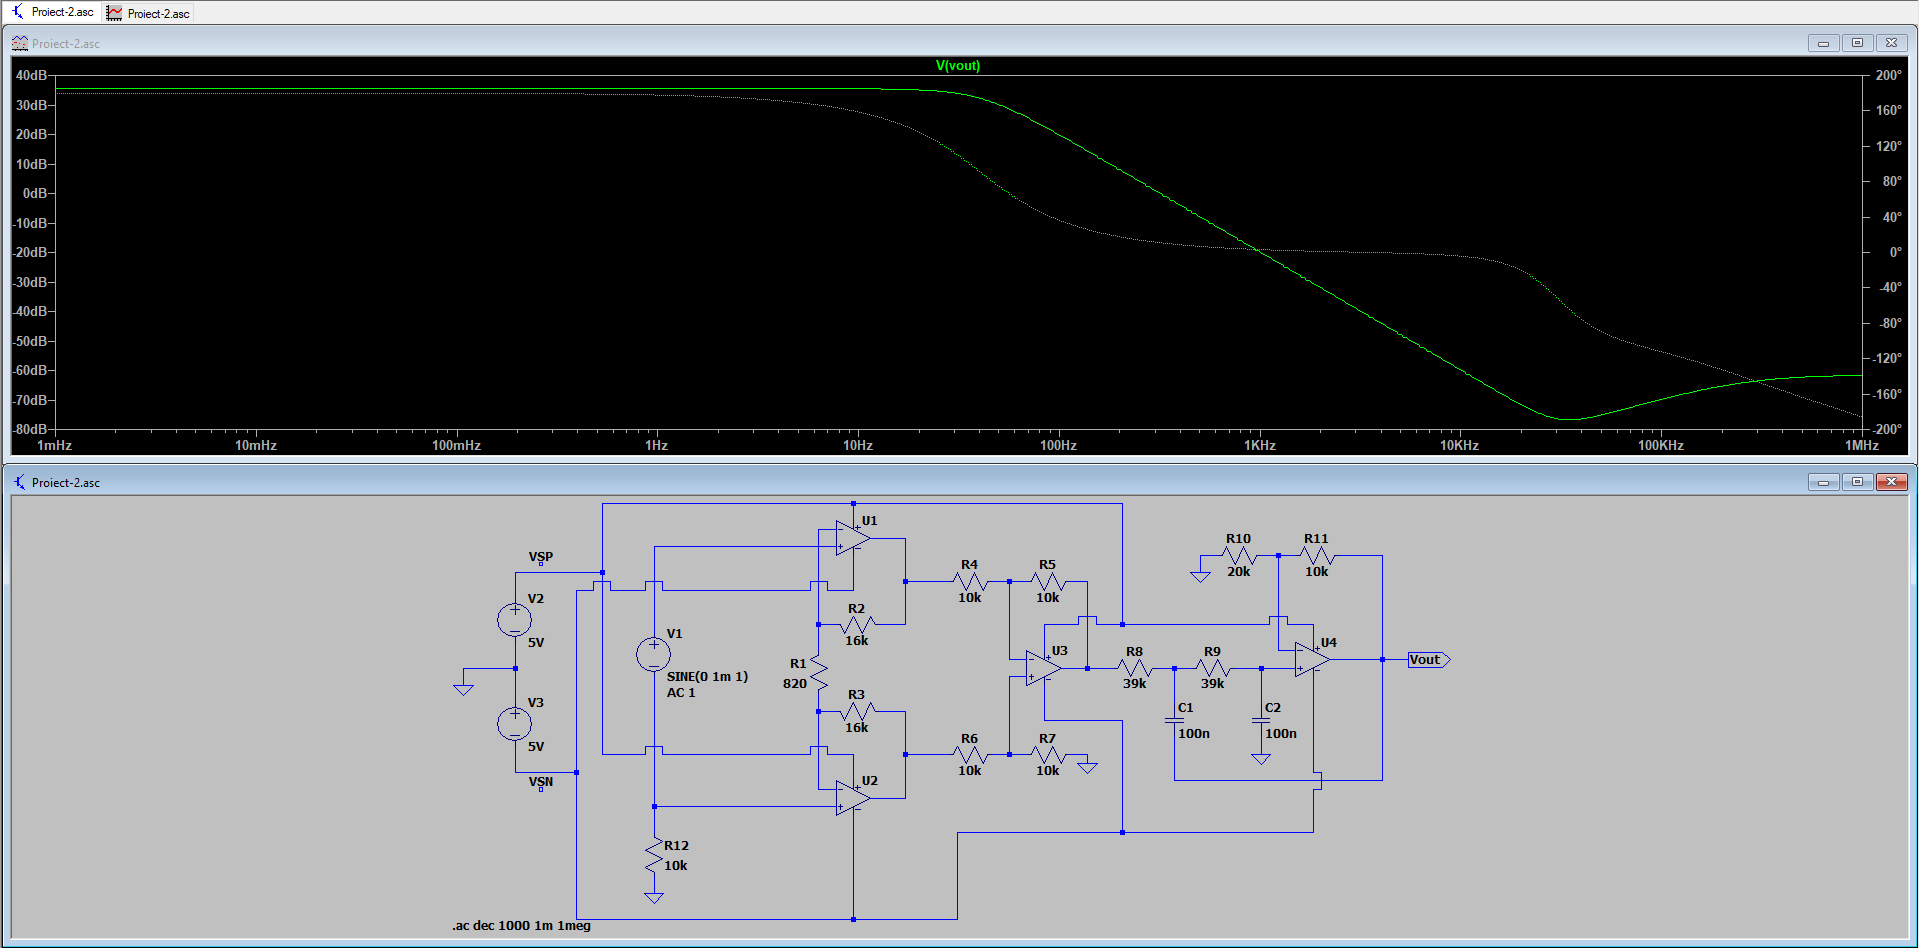 Proiect-2.asc Proiect-2.asc
Proiect-2.asc
V(vout)
40dB 200°
30dB 160°
20dB 120°
10dB 80°
0dB 40°
-10dB 0°
-20dB -40°
-30dB -80°
-40dB -120°
-50dB -160°
-60dB -200°
-70dB
-80dB
1mHz 10mHz 100mHz 1Hz 10Hz 100Hz 1KHz 10KHz 100KHz 1MHz
Proiect-2.asc
VSP
V2
5V
V3
5V
VSN
V1
SINE(0 1m 1)
AC 1
R12
10k
U1
R2
16k
R1
820
R3
16k
U2
R4
10k
R5
10k
U3
R6
10k
R7
10k
R8
39k
R9
39k
C1
100n
C2
100n
R10
20k
R11
10k
U4
Vout
.ac dec 1000 1m 1meg